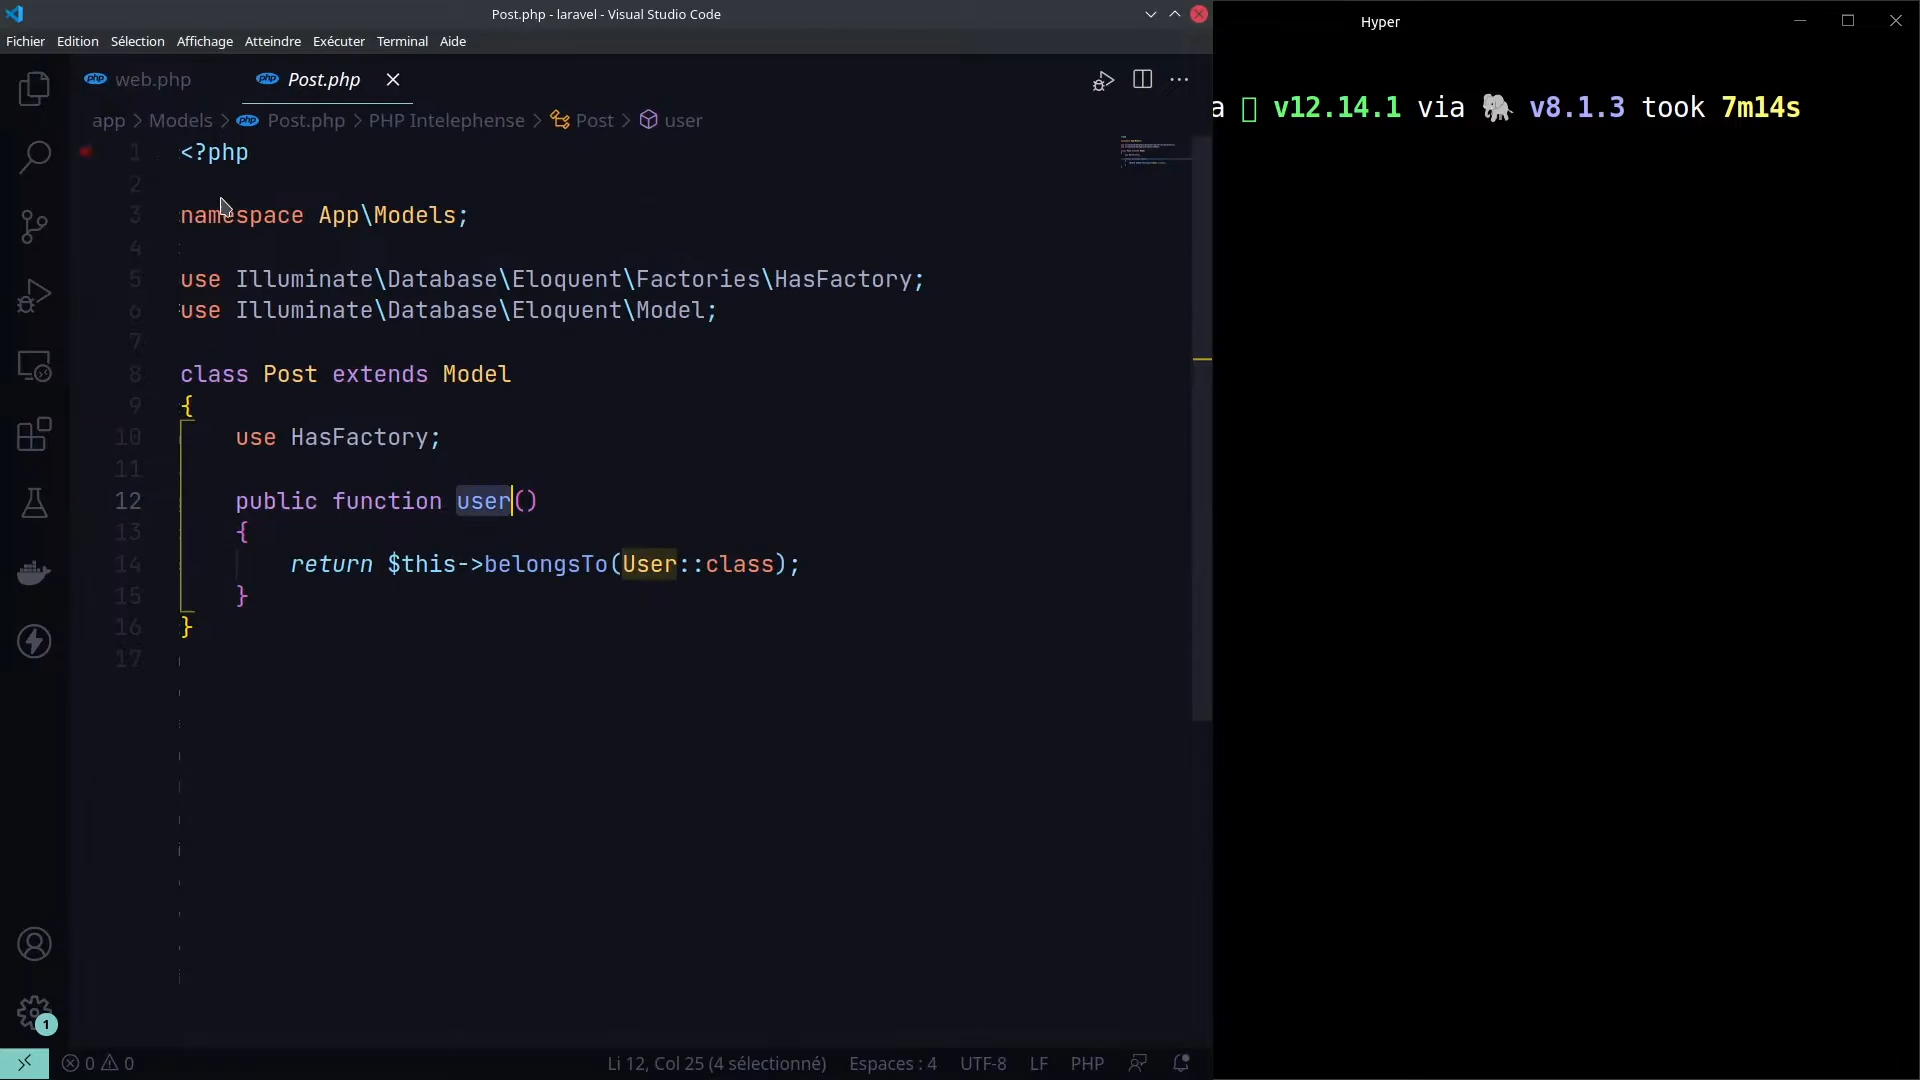 Post.php - laravel - Visual Studio Code
Fichier Edition Sélection Affichage Atteindre Exécuter Terminal Aide
php web.php php Post.php
app > Models > php Post.php > PHP Intelephense > Post > user
1 <?php
2
3 namespace App\Models;
4
5 use Illuminate\Database\Eloquent\Factories\HasFactory;
6 use Illuminate\Database\Eloquent\Model;
7
8 class Post extends Model
9 {
10 use HasFactory;
11
12 public function user()
13 {
14 return $this->belongsTo(User::class);
15 }
16 }
17
1
0 0 Li 12, Col 25 (4 sélectionné) Espaces : 4 UTF-8 LF PHP
Hyper
a v12.14.1 via v8.1.3 took 7m14s